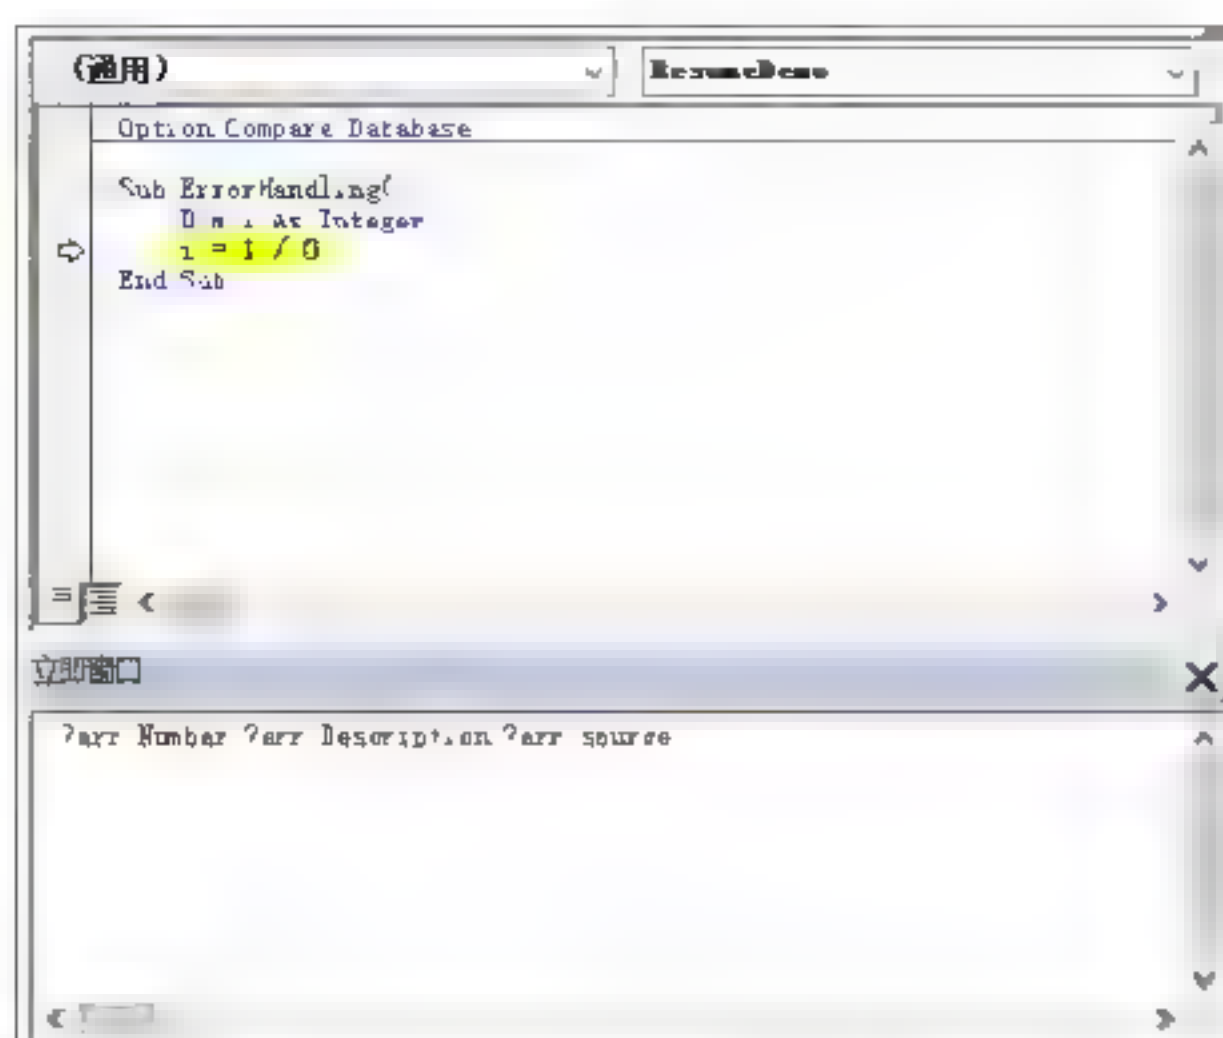 (通用) ResumeDemo
Option Compare Database
Sub ErrorHandling(
Dim i As Integer
i = 1 / 0
End Sub
立即窗口
?err Number ?err Description ?err source